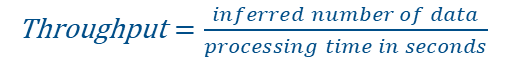 Throughput = inferred number of data / processing time in seconds